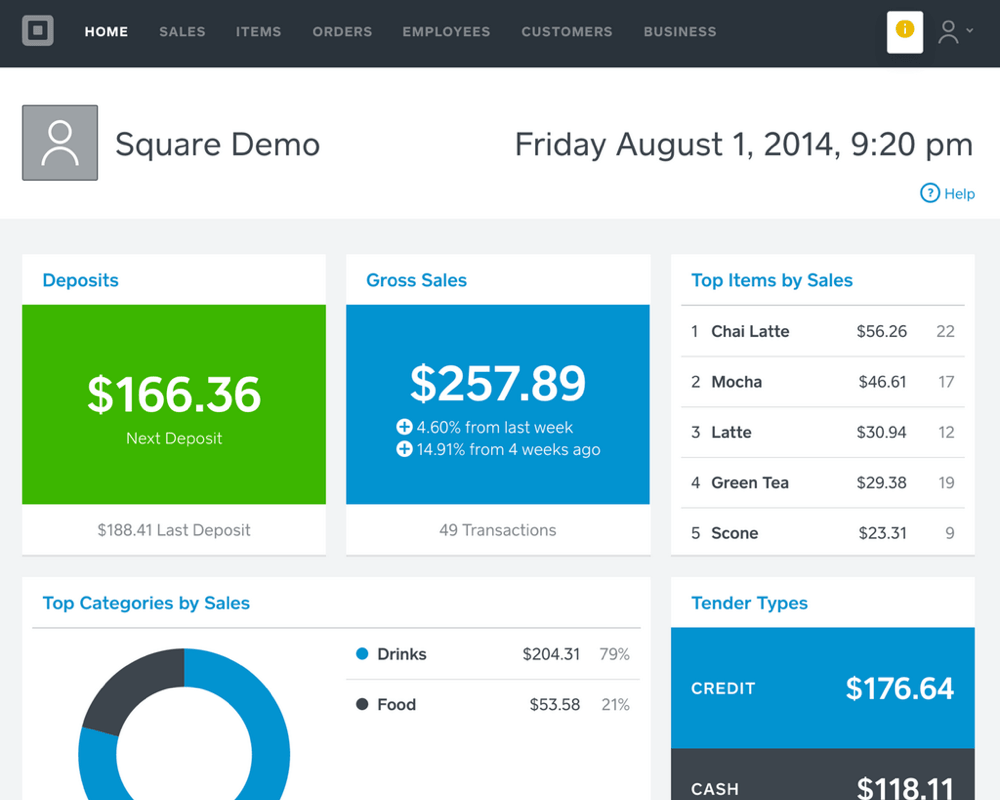 HOME SALES ITEMS ORDERS EMPLOYEES CUSTOMERS BUSINESS
Square Demo
Friday August 1, 2014, 9:20 pm
? Help
Deposits
$166.36
Next Deposit
$188.41 Last Deposit
Gross Sales
$257.89
4.60% from last week
14.91% from 4 weeks ago
49 Transactions
Top Items by Sales
1 Chai Latte $56.26 22
2 Mocha $46.61 17
3 Latte $30.94 12
4 Green Tea $29.38 19
5 Scone $23.31 9
Top Categories by Sales
Drinks $204.31 79%
Food $53.58 21%
Tender Types
CREDIT $176.64
CASH $118.11